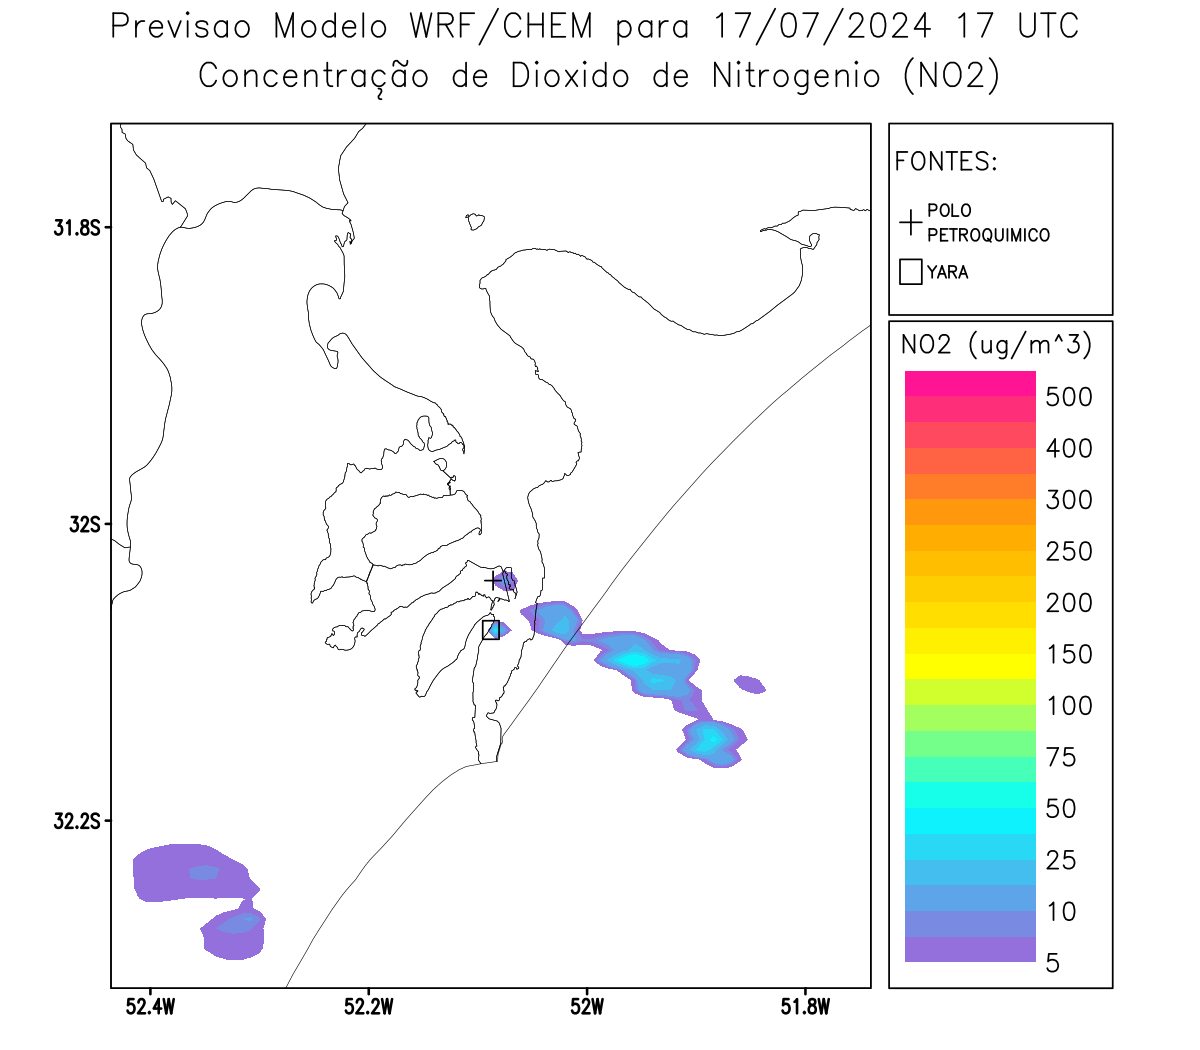 Previsao Modelo WRF/CHEM para 17/07/2024 17 UTC
Concentração de Dioxido de Nitrogenio (NO2)
FONTES:
POLO
PETROQUIMICO
YARA
31.8S
32S
32.2S
52.4W
52.2W
52W
51.8W
NO2 (ug/m^3)
500
400
300
250
200
150
100
75
50
25
10
5